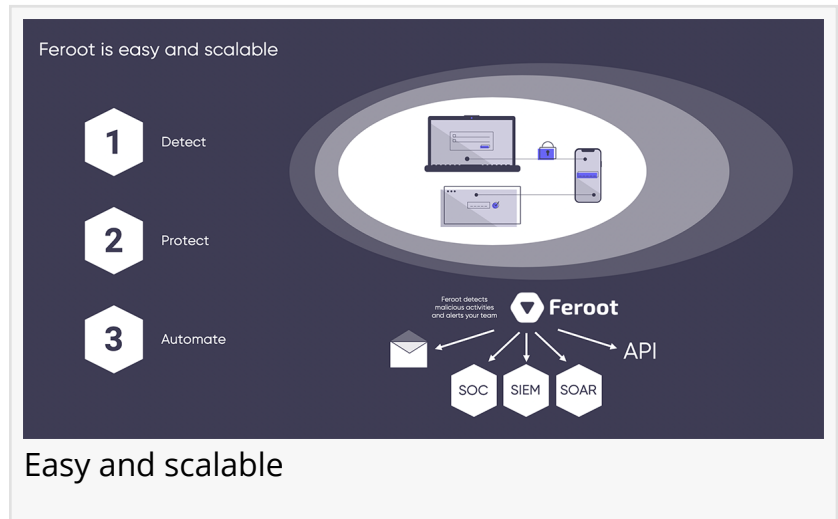 Feroot is easy and scalable
1
Detect
2
Protect
3
Automate
Feroot detects
malicious activities
and alerts your team
Feroot
API
SOC
SIEM
SOAR
Easy and scalable